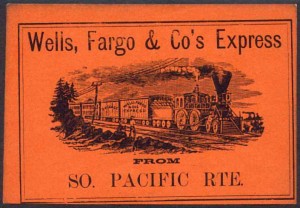 Wells, Fargo & Co's Express
FROM
SO. PACIFIC RTE.